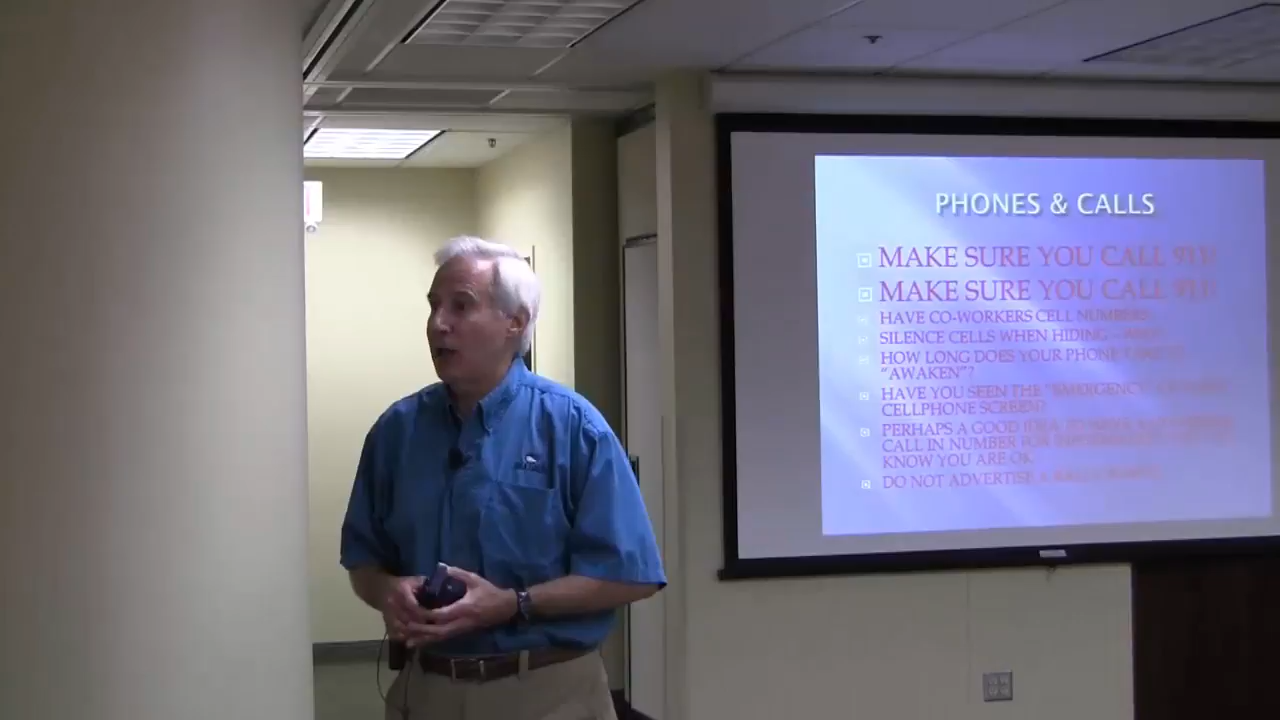 PHONES & CALLS
MAKE SURE YOU CALL 911!
MAKE SURE YOU CALL 911!
HAVE CO-WORKERS CELL NUMBERS
SILENCE CELLS WHEN HIDING
HOW LONG DOES YOUR PHONE TAKE TO
"AWAKEN"?
HAVE YOU SEEN THE "EMERGENCY"
CELLPHONE SCREEN?
PERHAPS A GOOD IDEA TO HAVE
CALL IN NUMBER FOR
KNOW YOU ARE OK
DO NOT ADVERTISE A